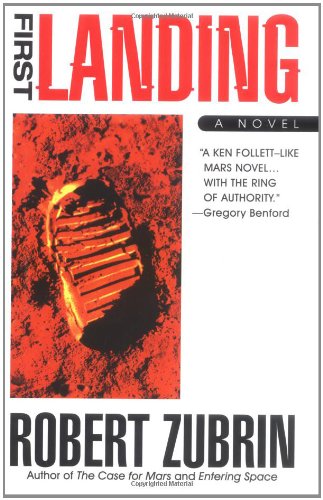 FIRST
LANDING
A NOVEL
"A KEN FOLLETT–LIKE
MARS NOVEL...
WITH THE RING
OF AUTHORITY."
—Gregory Benford
ROBERT ZUBRIN
Author of The Case for Mars and Entering Space